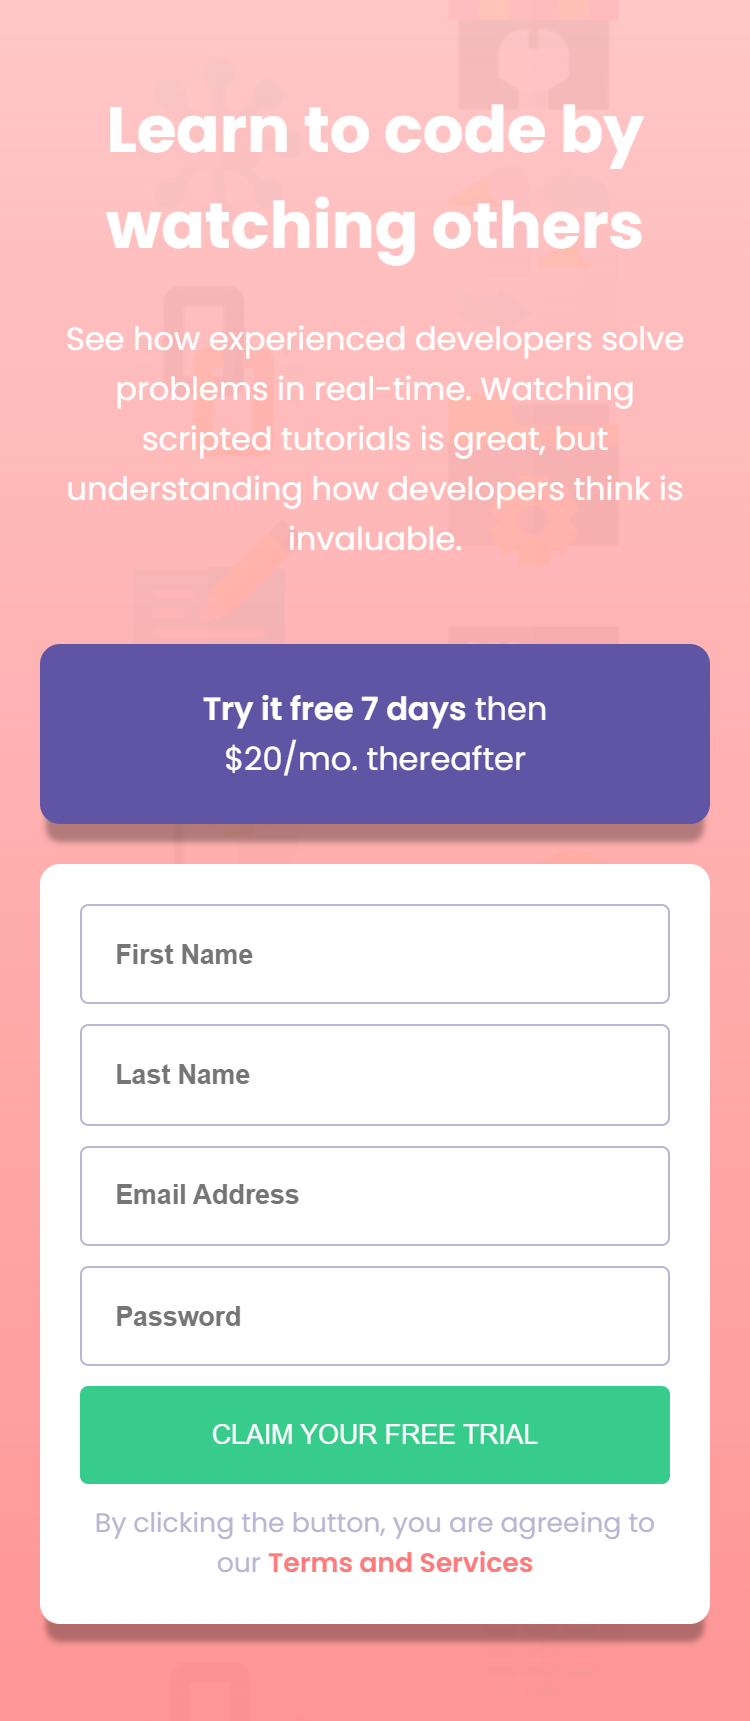 Learn to code by
watching others
See how experienced developers solve
problems in real-time. Watching
scripted tutorials is great, but
understanding how developers think is
invaluable.
Try it free 7 days then
$20/mo. thereafter
First Name
Last Name
Email Address
Password
CLAIM YOUR FREE TRIAL
By clicking the button, you are agreeing to
our Terms and Services